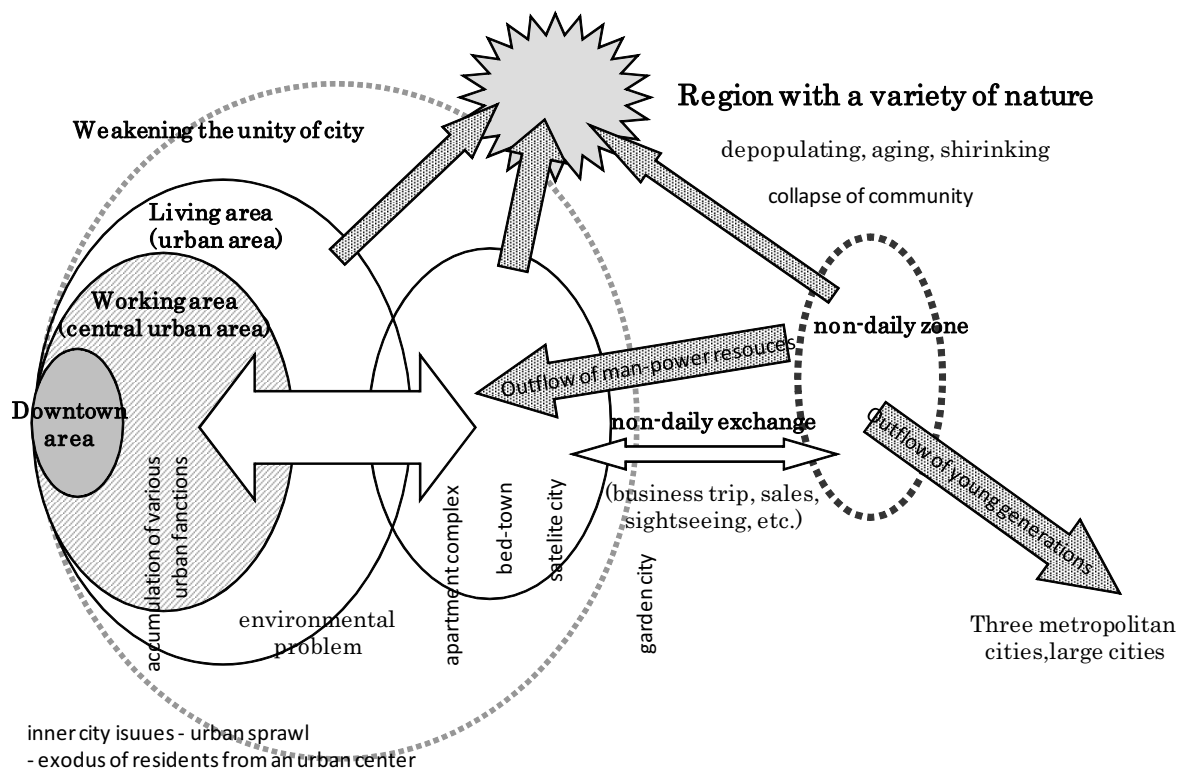 Region with a variety of nature
depopulating, aging, shirinking
collapse of community
Weakening the unity of city
Living area
(urban area)
Working area
(central urban area)
Downtown
area
accumulation of various
urban fanctions
environmental
problem
apartment complex
bed-town
satelite city
garden city
non-daily zone
Outflow of man-power resouces
non-daily exchange
(business trip, sales,
sightseeing, etc.)
Outflow of young generations
Three metropolitan
cities,large cities
inner city isuues - urban sprawl
- exodus of residents from an urban center